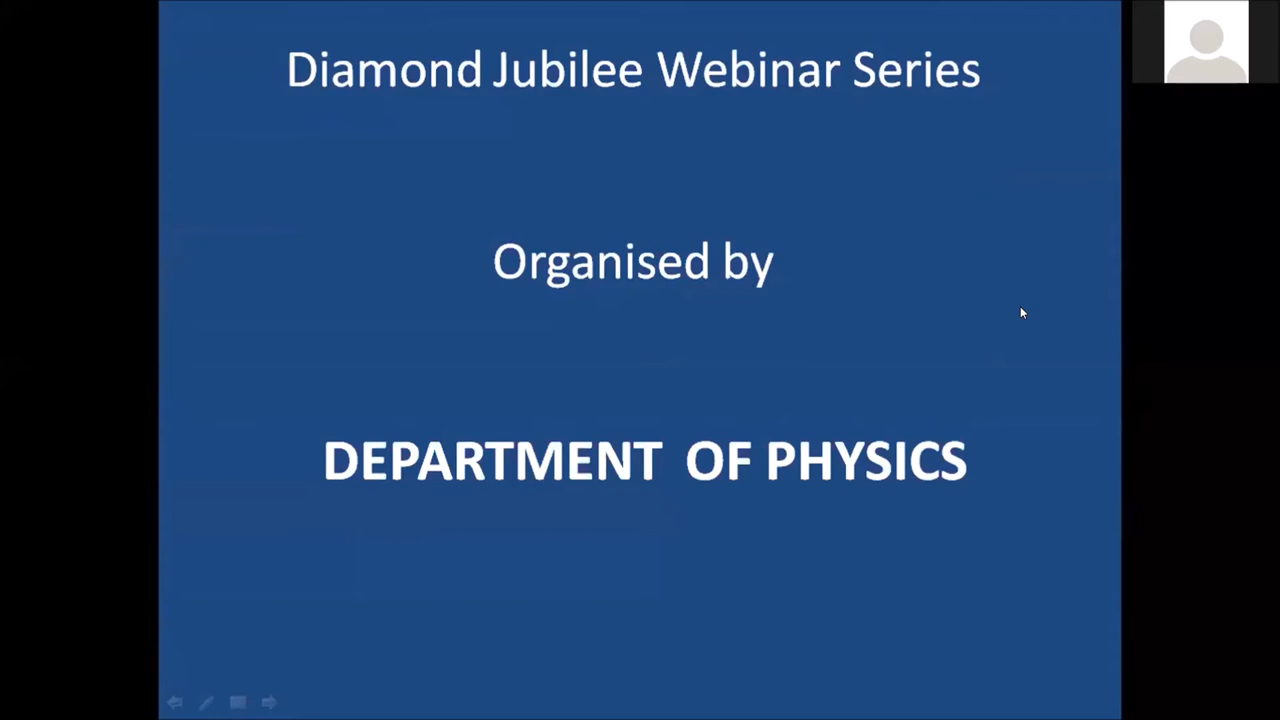 Diamond Jubilee Webinar Series
Organised by
DEPARTMENT OF PHYSICS